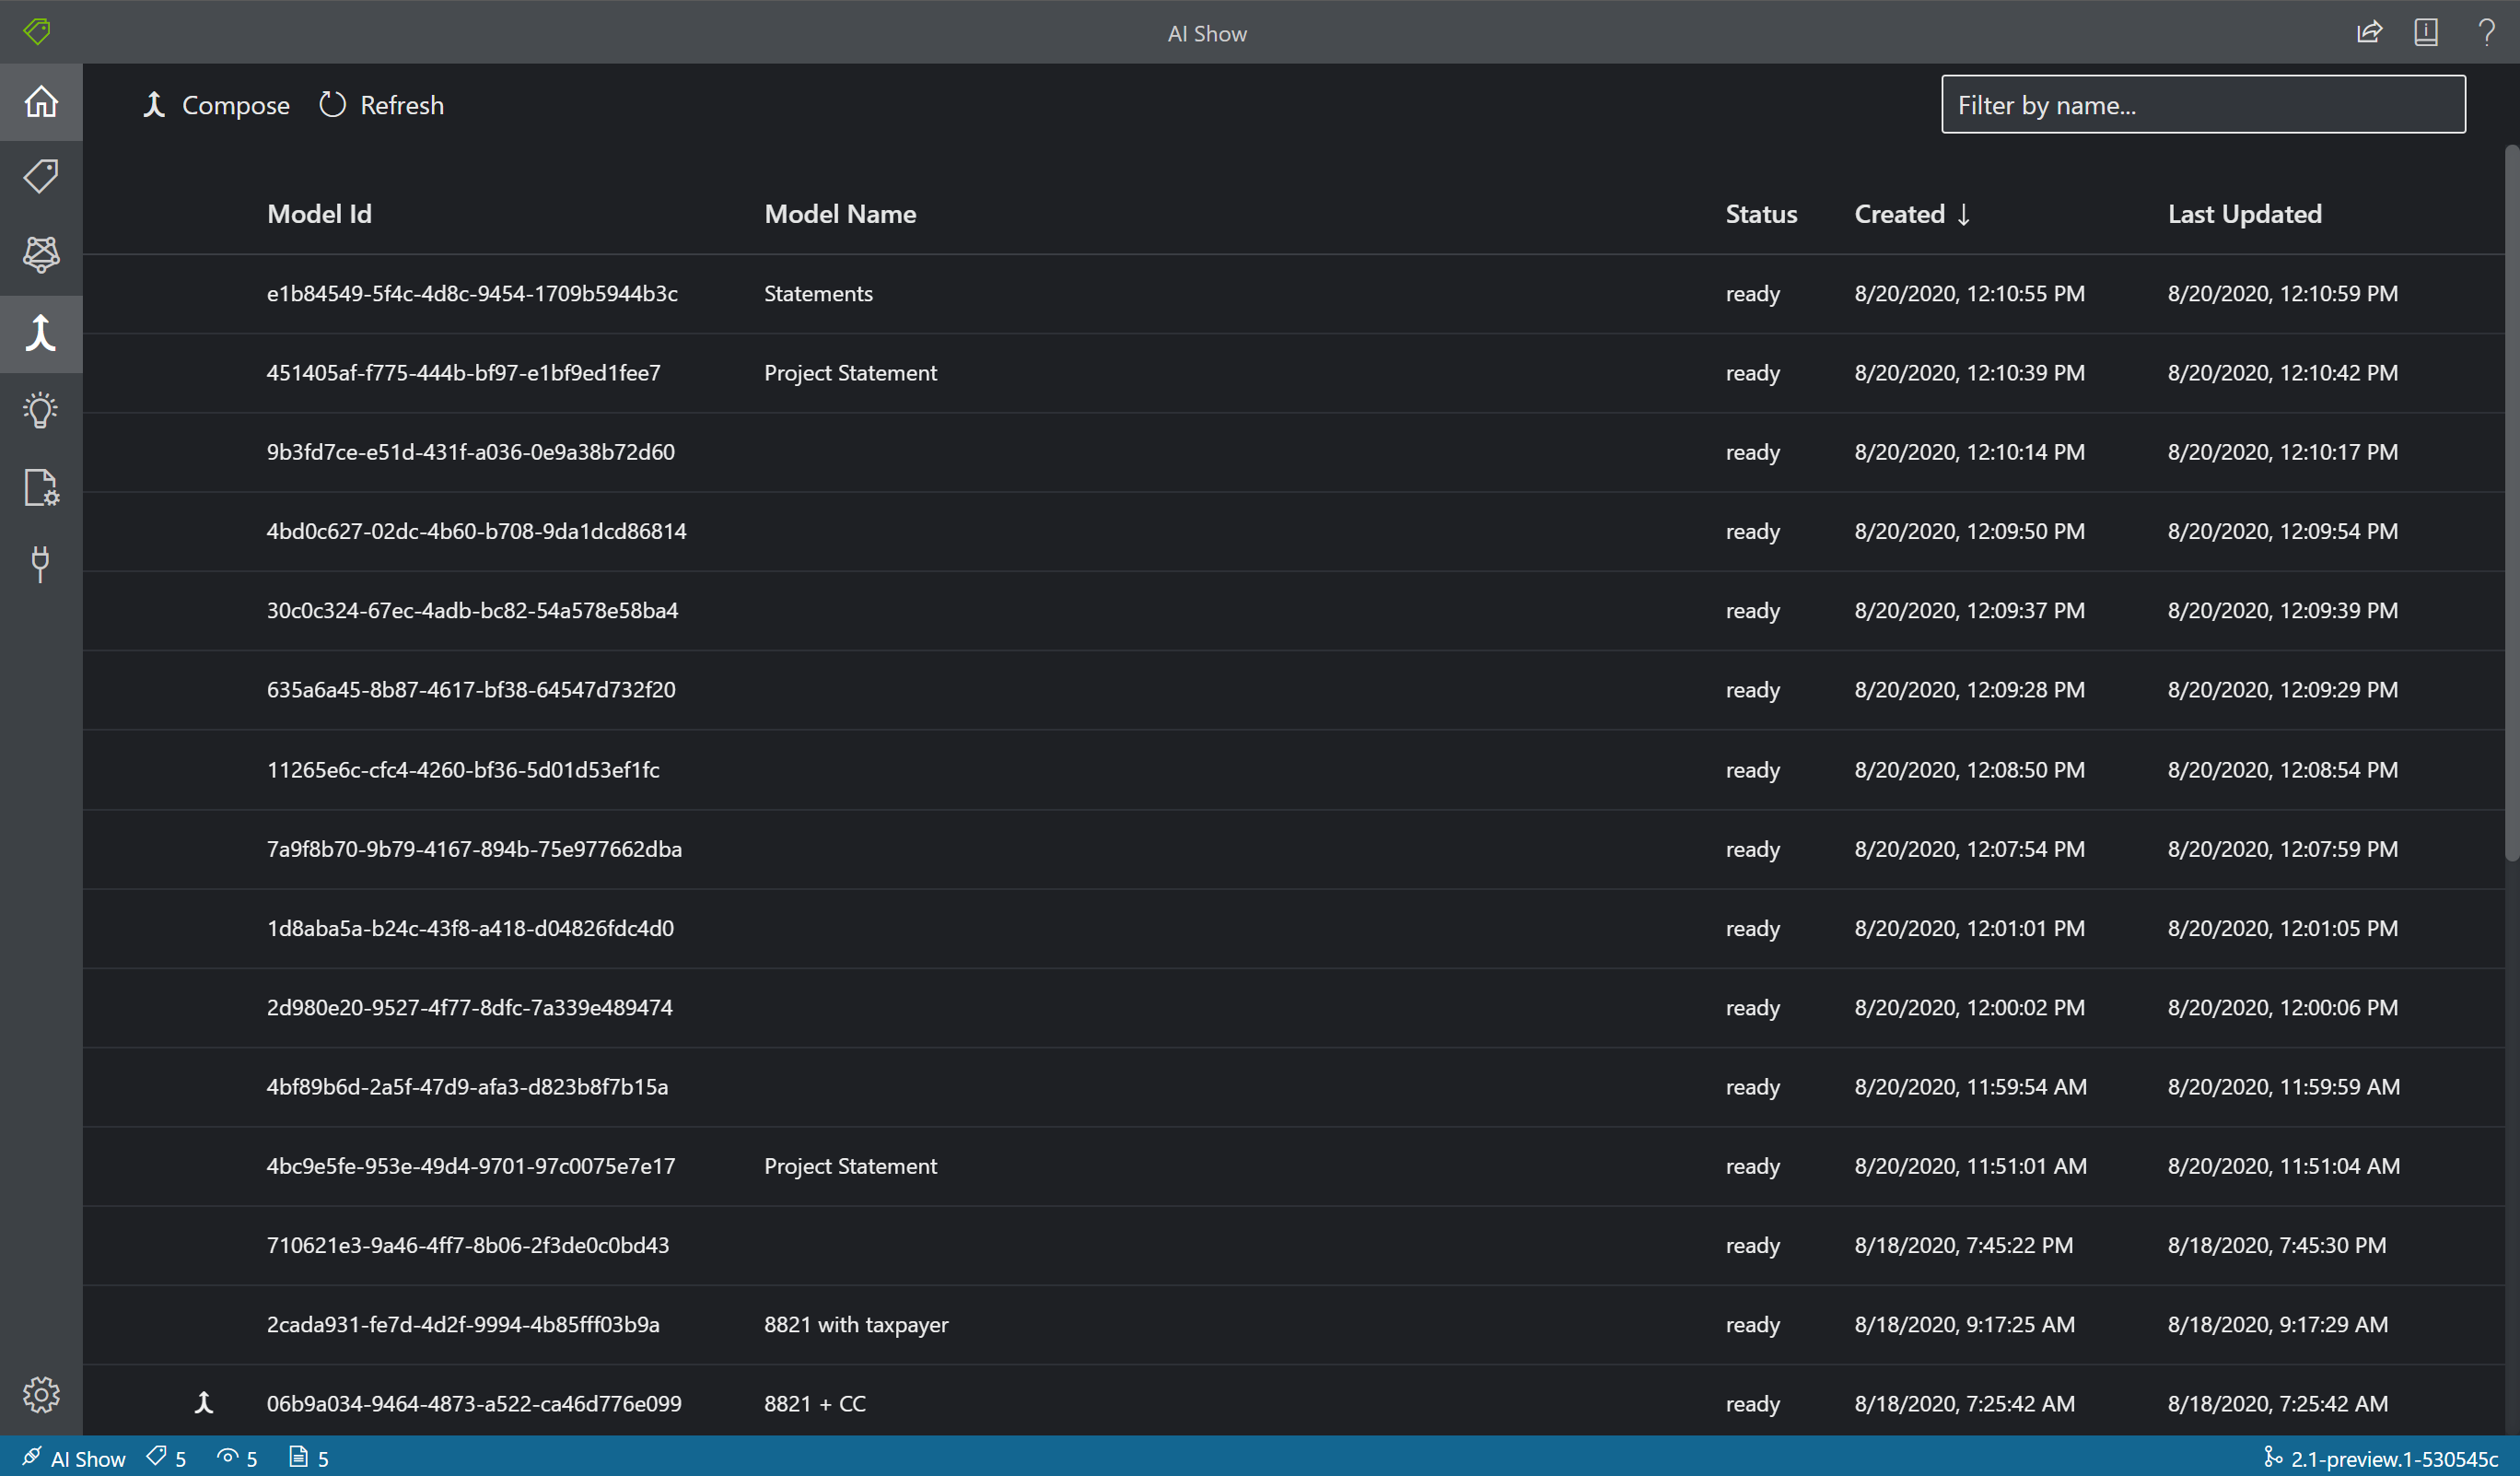 AI Show
Compose Refresh Filter by name...
Model Id Model Name Status Created ↓ Last Updated
e1b84549-5f4c-4d8c-9454-1709b5944b3c Statements ready 8/20/2020, 12:10:55 PM 8/20/2020, 12:10:59 PM
451405af-f775-444b-bf97-e1bf9ed1fee7 Project Statement ready 8/20/2020, 12:10:39 PM 8/20/2020, 12:10:42 PM
9b3fd7ce-e51d-431f-a036-0e9a38b72d60 ready 8/20/2020, 12:10:14 PM 8/20/2020, 12:10:17 PM
4bd0c627-02dc-4b60-b708-9da1dcd86814 ready 8/20/2020, 12:09:50 PM 8/20/2020, 12:09:54 PM
30c0c324-67ec-4adb-bc82-54a578e58ba4 ready 8/20/2020, 12:09:37 PM 8/20/2020, 12:09:39 PM
635a6a45-8b87-4617-bf38-64547d732f20 ready 8/20/2020, 12:09:28 PM 8/20/2020, 12:09:29 PM
11265e6c-cfc4-4260-bf36-5d01d53ef1fc ready 8/20/2020, 12:08:50 PM 8/20/2020, 12:08:54 PM
7a9f8b70-9b79-4167-894b-75e977662dba ready 8/20/2020, 12:07:54 PM 8/20/2020, 12:07:59 PM
1d8aba5a-b24c-43f8-a418-d04826fdc4d0 ready 8/20/2020, 12:01:01 PM 8/20/2020, 12:01:05 PM
2d980e20-9527-4f77-8dfc-7a339e489474 ready 8/20/2020, 12:00:02 PM 8/20/2020, 12:00:06 PM
4bf89b6d-2a5f-47d9-afa3-d823b8f7b15a ready 8/20/2020, 11:59:54 AM 8/20/2020, 11:59:59 AM
4bc9e5fe-953e-49d4-9701-97c0075e7e17 Project Statement ready 8/20/2020, 11:51:01 AM 8/20/2020, 11:51:04 AM
710621e3-9a46-4ff7-8b06-2f3de0c0bd43 ready 8/18/2020, 7:45:22 PM 8/18/2020, 7:45:30 PM
2cada931-fe7d-4d2f-9994-4b85fff03b9a 8821 with taxpayer ready 8/18/2020, 9:17:25 AM 8/18/2020, 9:17:29 AM
06b9a034-9464-4873-a522-ca46d776e099 8821 + CC ready 8/18/2020, 7:25:42 AM 8/18/2020, 7:25:42 AM
AI Show 5 5 5 2.1-preview.1-530545c